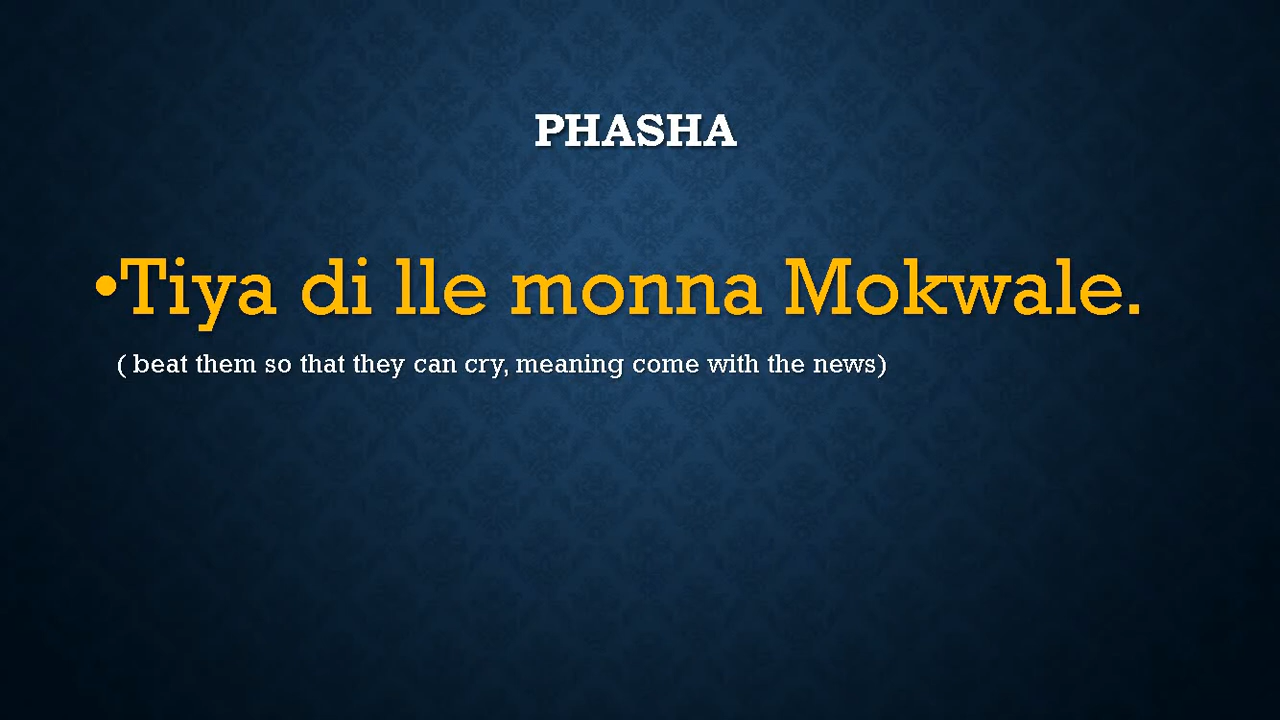 PHASHA
•Tiya di lle monna Mokwale.
( beat them so that they can cry, meaning come with the news)